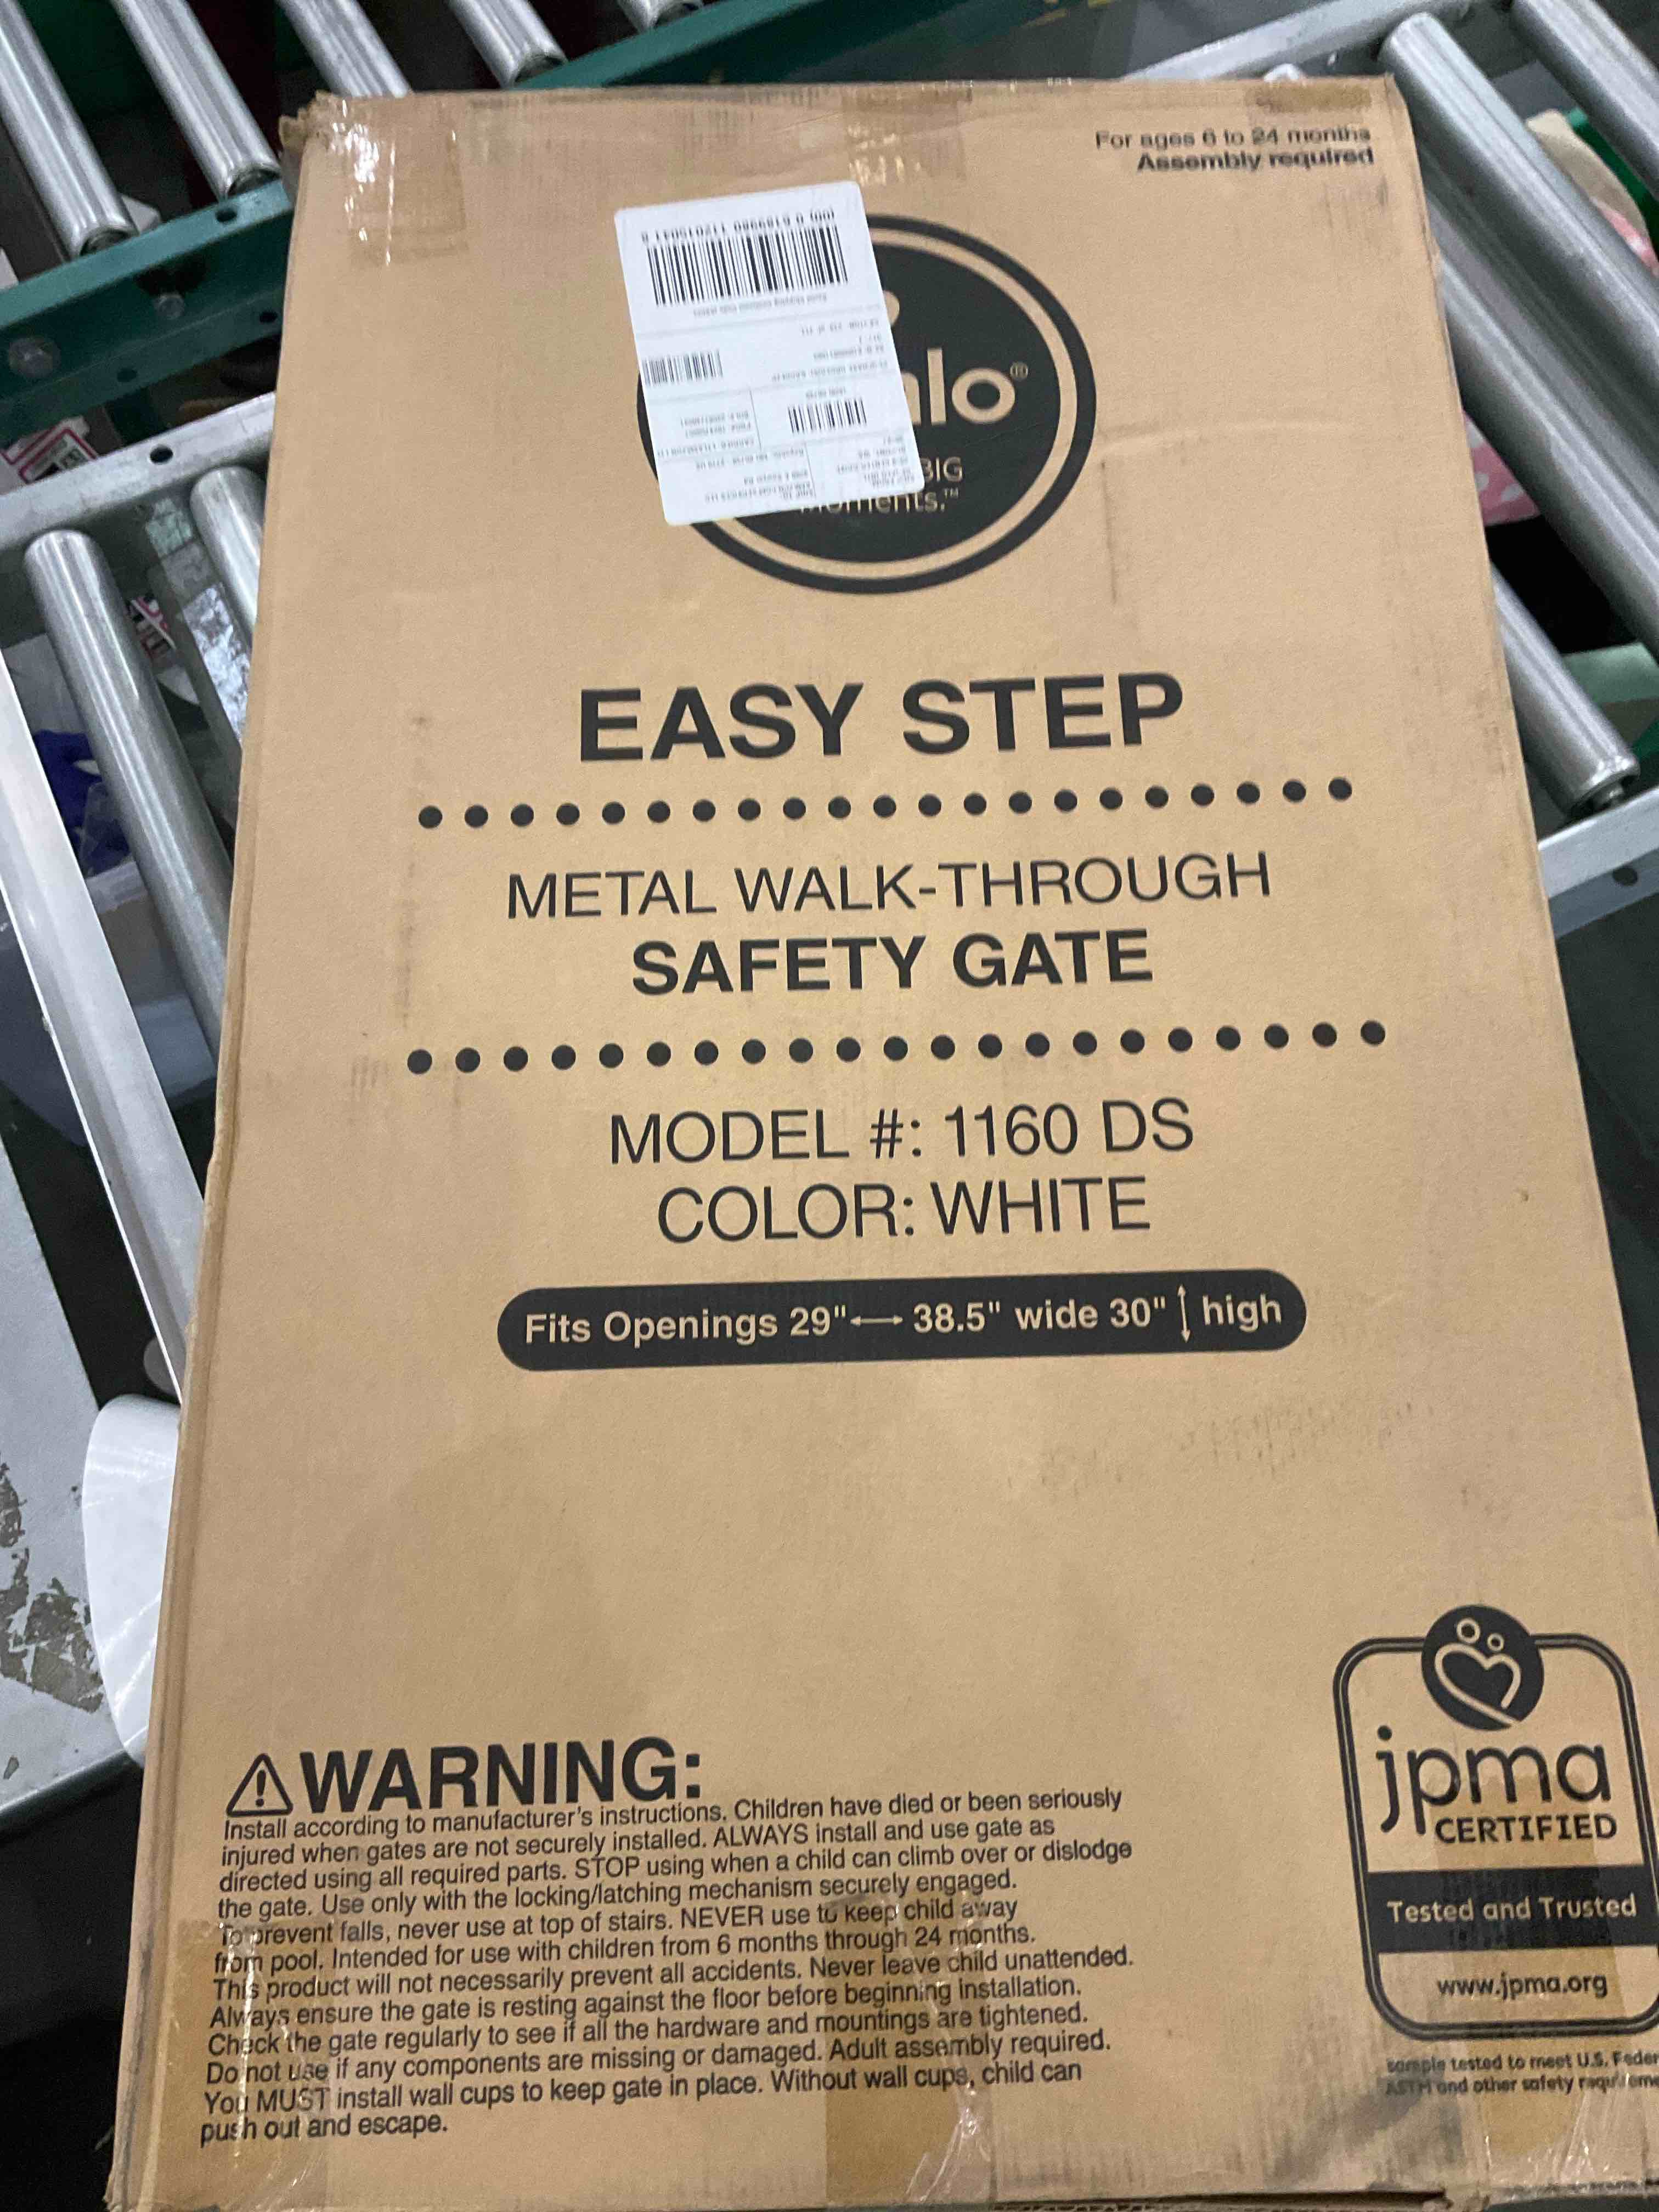 For ages 6 to 24 months
Assembly required
alo®
BIG
moments.™
EASY STEP
METAL WALK-THROUGH
SAFETY GATE
MODEL #: 1160 DS
COLOR: WHITE
Fits Openings 29"⟷38.5" wide 30"↕high
⚠WARNING:
Install according to manufacturer's instructions. Children have died or been seriously
injured when gates are not securely installed. ALWAYS install and use gate as
directed using all required parts. STOP using when a child can climb over or dislodge
the gate. Use only with the locking/latching mechanism securely engaged.
To prevent falls, never use at top of stairs. NEVER use to keep child away
from pool. Intended for use with children from 6 months through 24 months.
This product will not necessarily prevent all accidents. Never leave child unattended.
Always ensure the gate is resting against the floor before beginning installation.
Check the gate regularly to see if all the hardware and mountings are tightened.
Do not use if any components are missing or damaged. Adult assembly required.
You MUST install wall cups to keep gate in place. Without wall cups, child can
push out and escape.
jpma
CERTIFIED
Tested and Trusted
www.jpma.org
sample tested to meet U.S. Feder
ASTM and other safety requireme